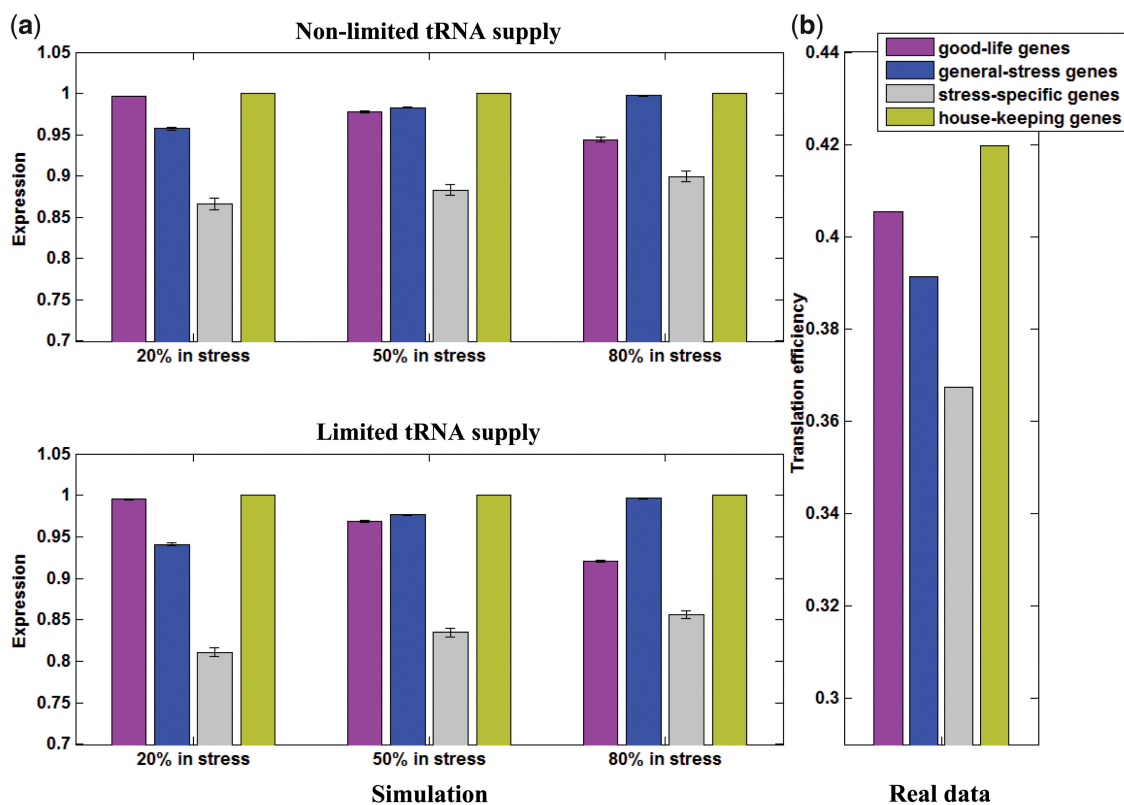 (a)
Non-limited tRNA supply
1.05
1
0.95
0.9
0.85
0.8
0.75
0.7
Expression
20% in stress
50% in stress
80% in stress
Limited tRNA supply
1.05
1
0.95
0.9
0.85
0.8
0.75
0.7
Expression
20% in stress
50% in stress
80% in stress
Simulation
(b)
good-life genes
general-stress genes
stress-specific genes
house-keeping genes
0.44
0.42
0.4
0.38
0.36
0.34
0.32
0.3
Translation efficiency
Real data